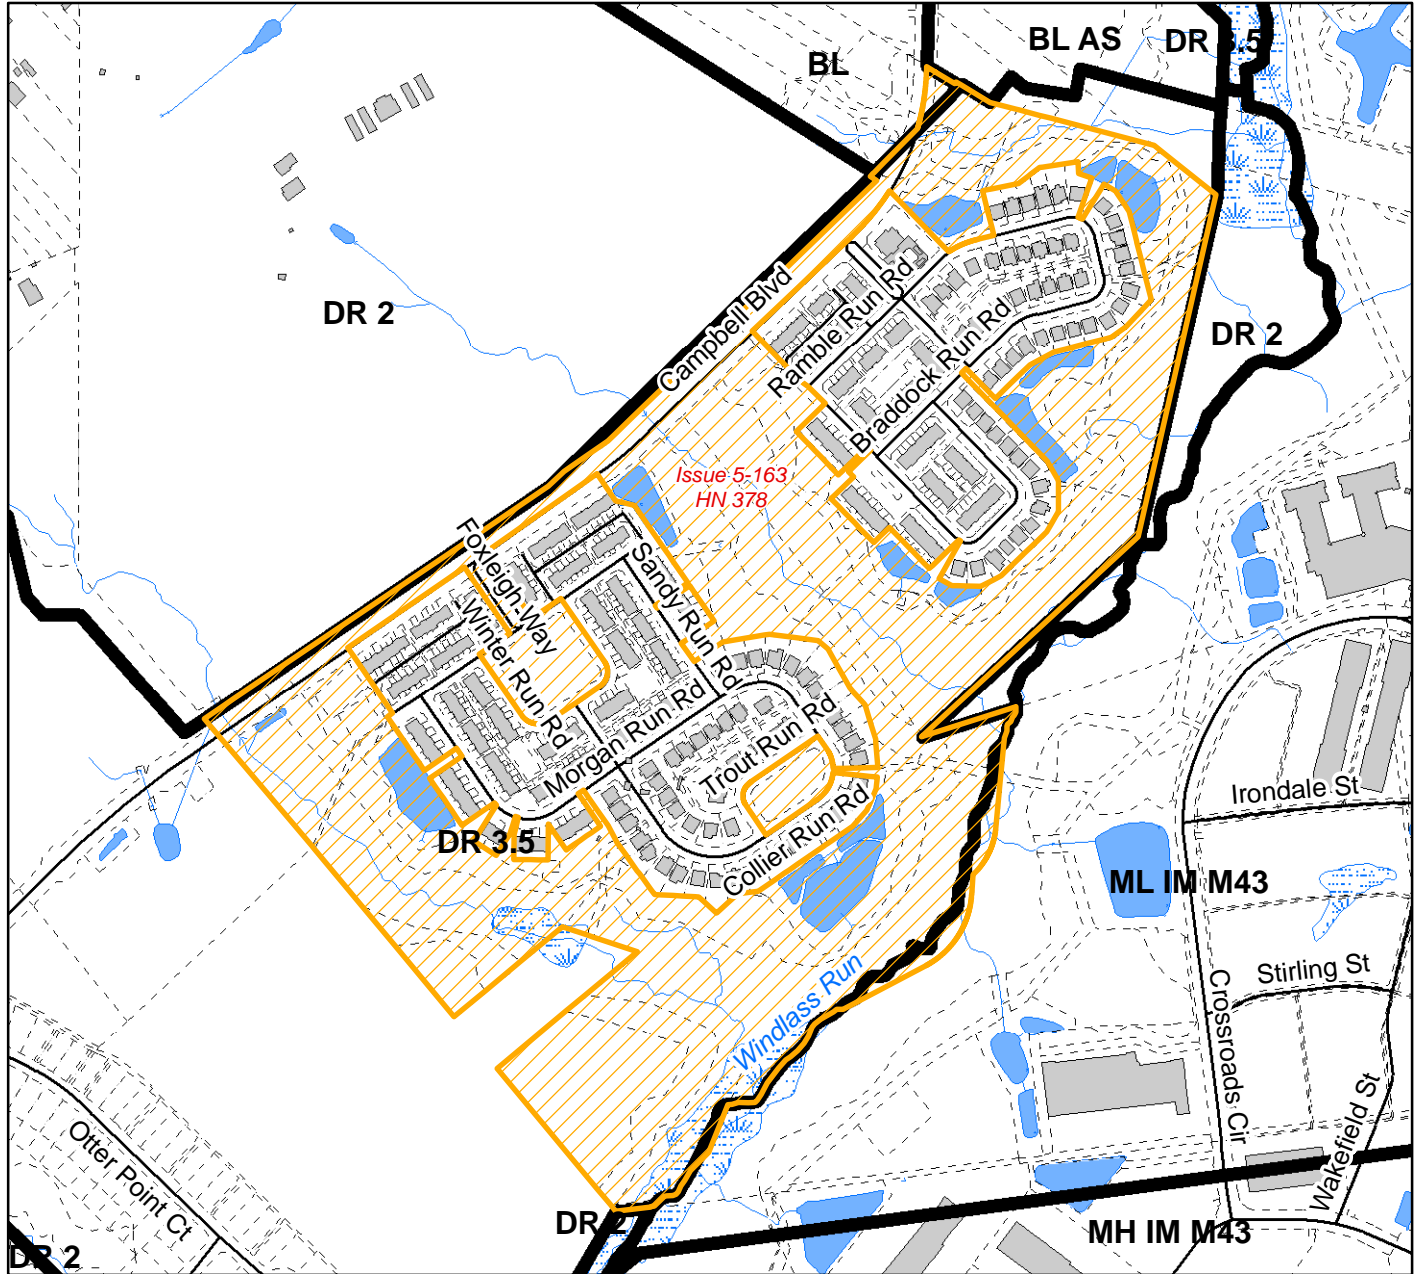 BL AS
DR 3.5
BL
DR 2
DR 2
Campbell Blvd
Ramble Run Rd
Braddock Run Rd
Issue 5-163
HN 378
Foxleigh Way
Sandy Run Rd
Winter Run Rd
Morgan Run Rd
Trout Run Rd
Collier Run Rd
DR 3.5
Irondale St
ML IM M43
Stirling St
Windlass Run
Crossroads Cir
Wakefield St
Otter Point Ct
DR 2
MH IM M43
DR 2